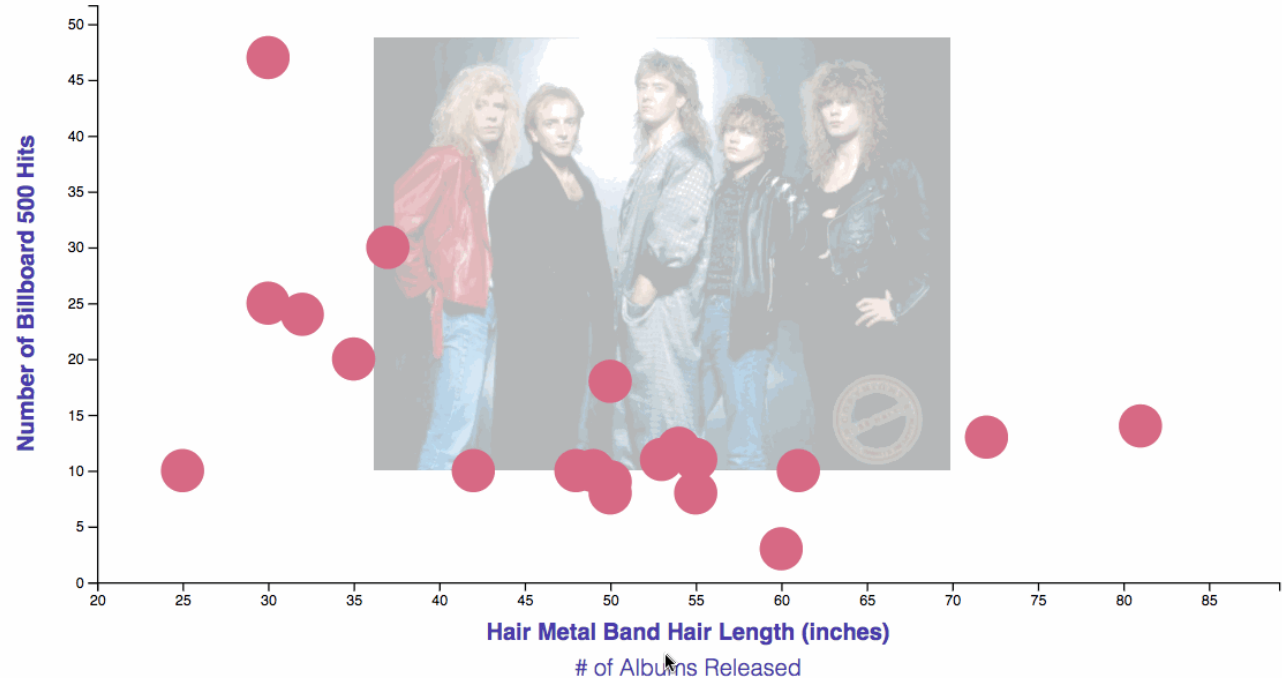 50
45
40
35
30
25
20
15
10
5
0
20 25 30 35 40 45 50 55 60 65 70 75 80 85
Number of Billboard 500 Hits
Hair Metal Band Hair Length (inches)
# of Albums Released